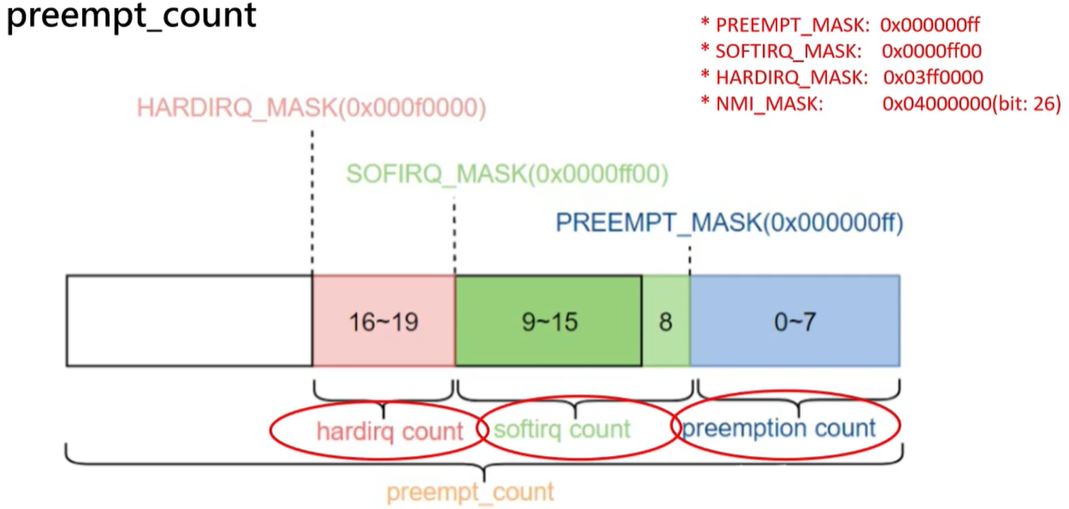 preempt_count
* PREEMPT_MASK: 0x000000ff
* SOFTIRQ_MASK: 0x0000ff00
* HARDIRQ_MASK: 0x03ff0000
* NMI_MASK: 0x04000000(bit: 26)
HARDIRQ_MASK(0x000f0000)
SOFIRQ_MASK(0x0000ff00)
PREEMPT_MASK(0x000000ff)
16~19 9~15 8 0~7
hardirq count softirq count preemption count
preempt_count